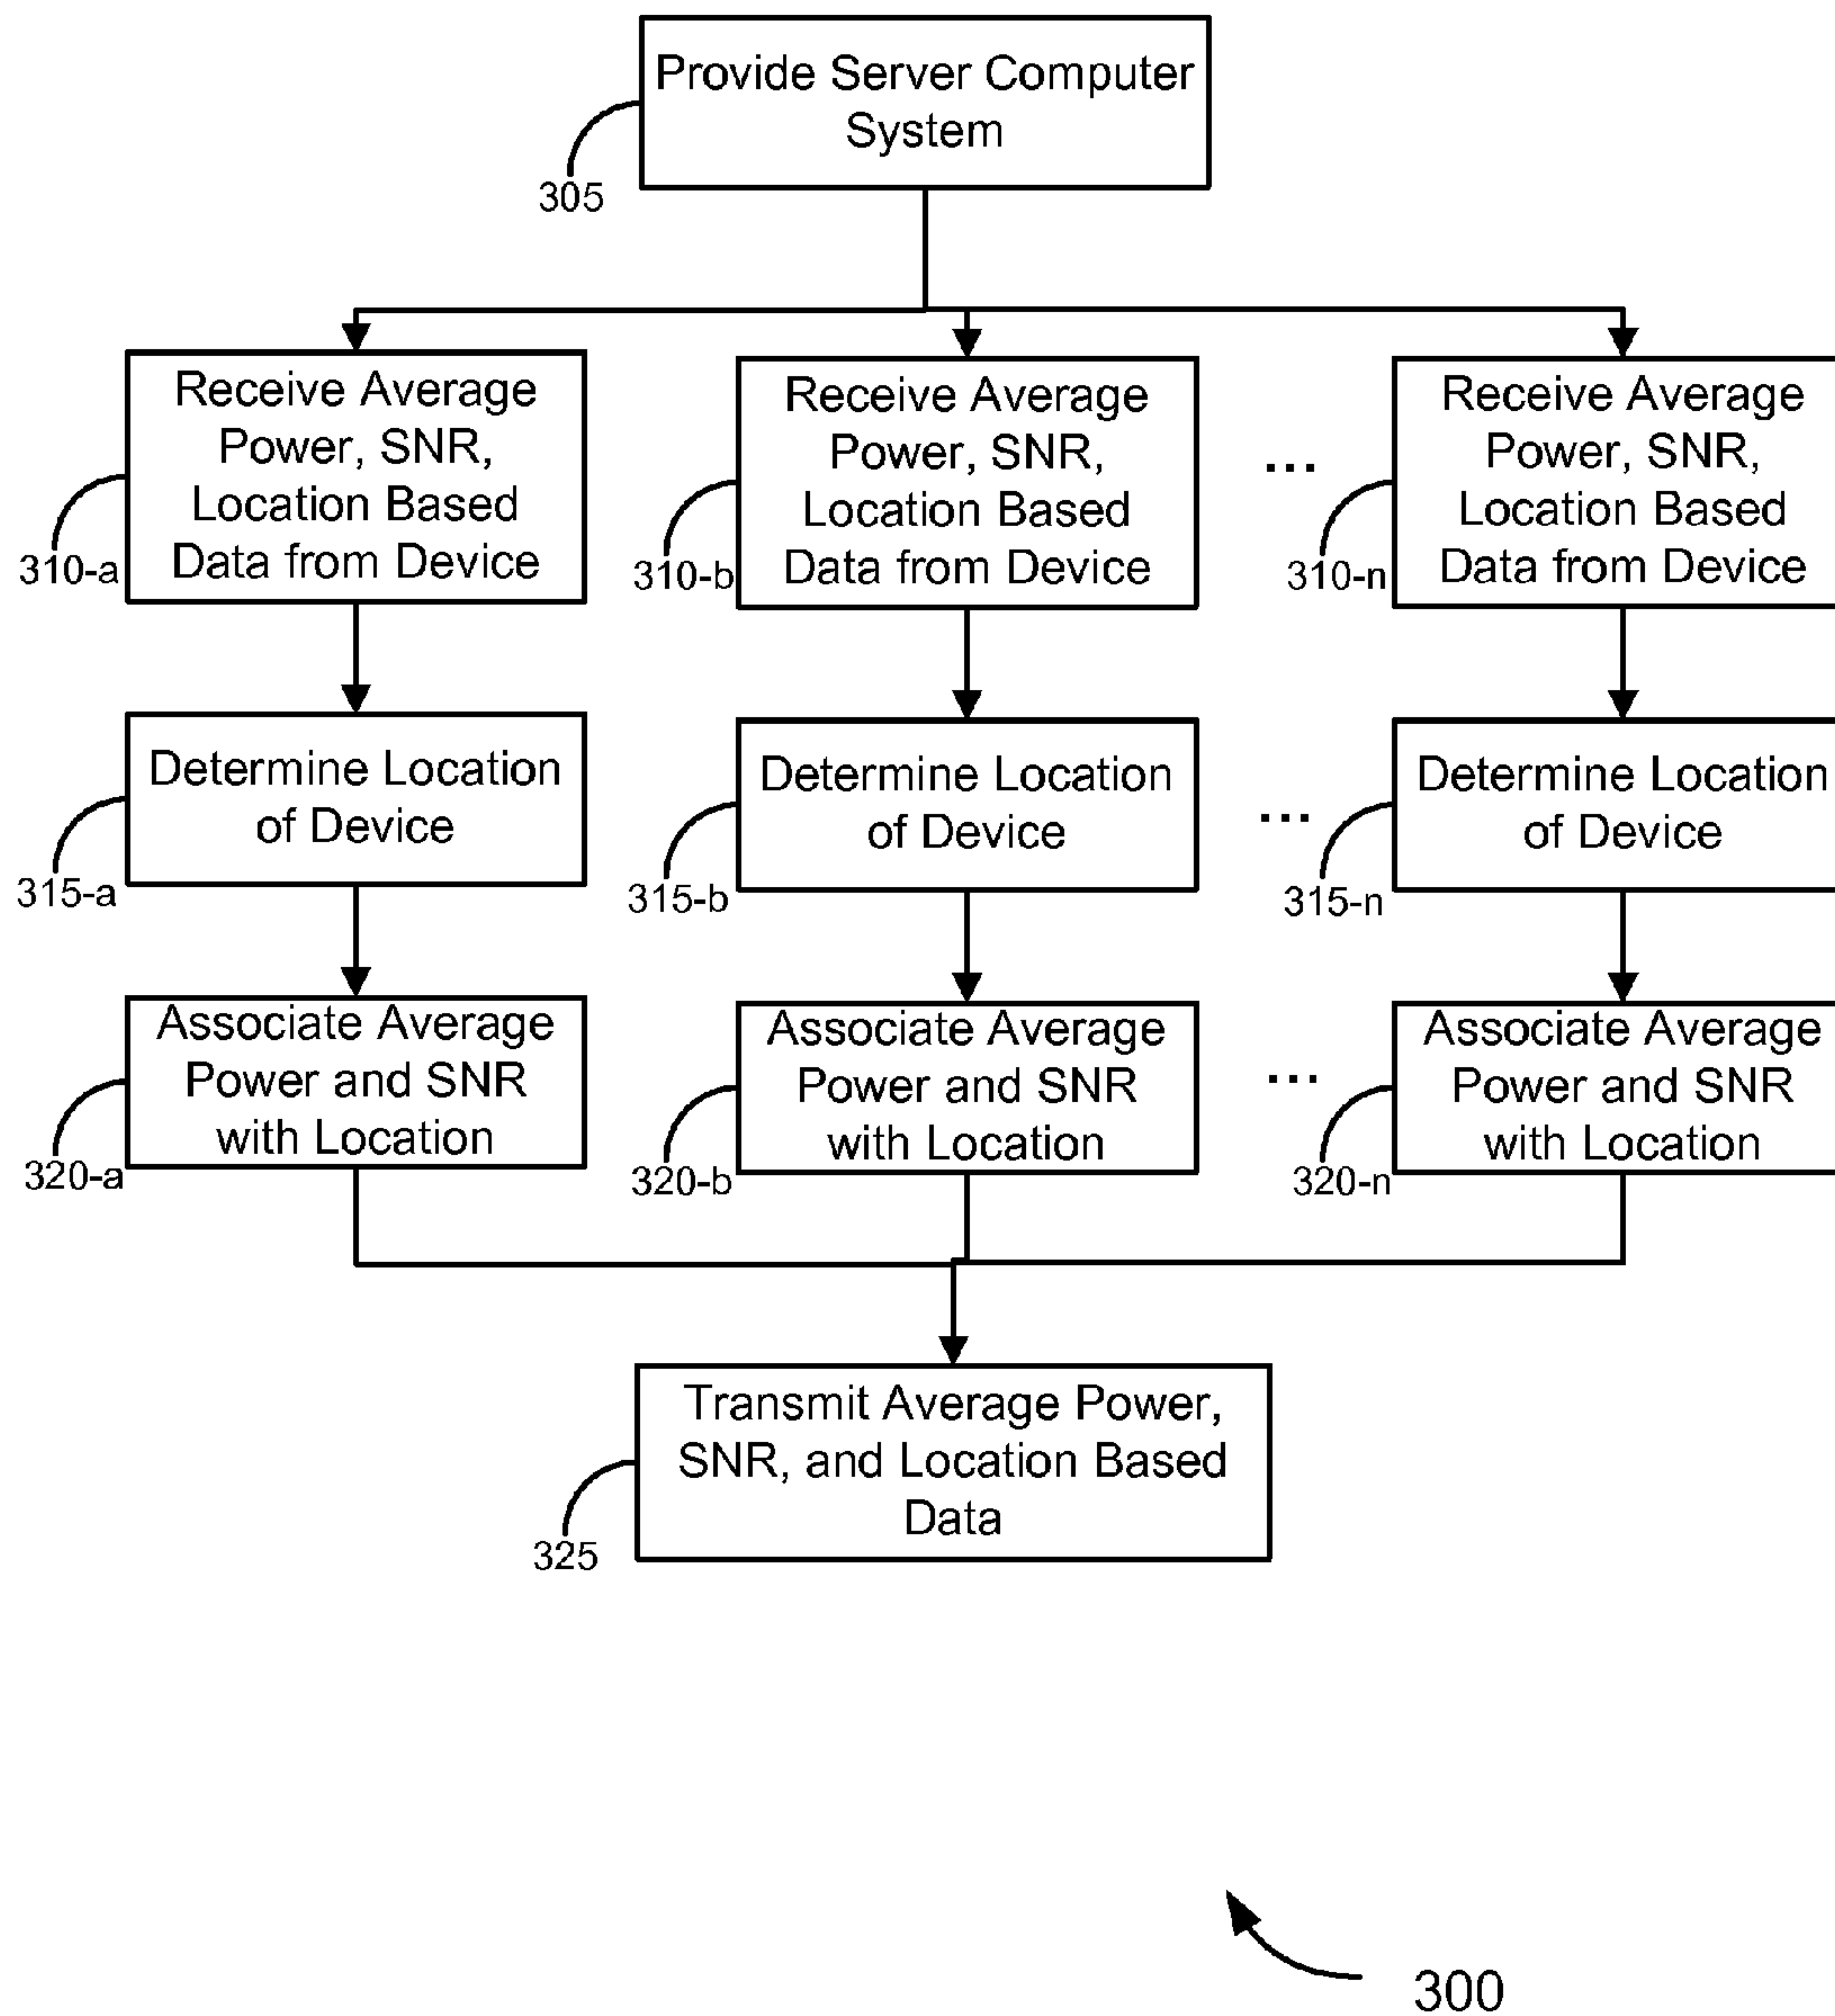 Provide Server Computer
System
305
Receive Average
Power, SNR,
Location Based
Data from Device
310-a
Receive Average
Power, SNR,
Location Based
Data from Device
310-b
...
Receive Average
Power, SNR,
Location Based
Data from Device
310-n
Determine Location
of Device
315-a
Determine Location
of Device
315-b
...
Determine Location
of Device
315-n
Associate Average
Power and SNR
with Location
320-a
Associate Average
Power and SNR
with Location
320-b
...
Associate Average
Power and SNR
with Location
320-n
Transmit Average Power,
SNR, and Location Based
Data
325
300